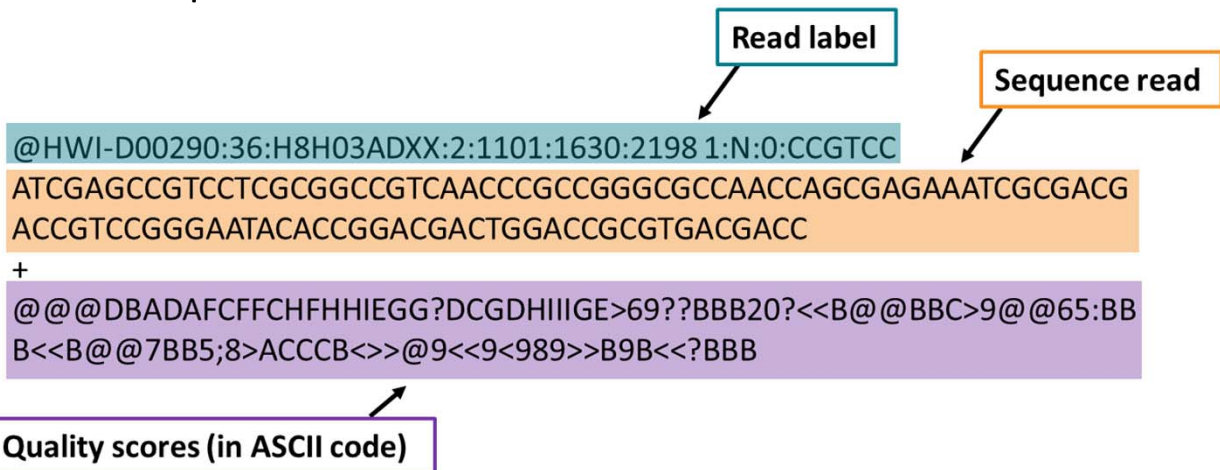 Read label
Sequence read
@HWI-D00290:36:H8H03ADXX:2:1101:1630:2198 1:N:0:CCGTCC
ATCGAGCCGTCCTCGCGGCCGTCAACCCGCCGGGCGCCAACCAGCGAGAAATCGCGACG
ACCGTCCGGGAATACACCGGACGACTGGACCGCGTGACGACC
+
@@@DBADAFCFFCHFHHIEGG?DCGDHIIIGE>69??BBB20?<<B@@BBC>9@@65:BB
B<<B@@7BB5;8>ACCCB<>>@9<<9<989>>B9B<<?BBB
Quality scores (in ASCII code)